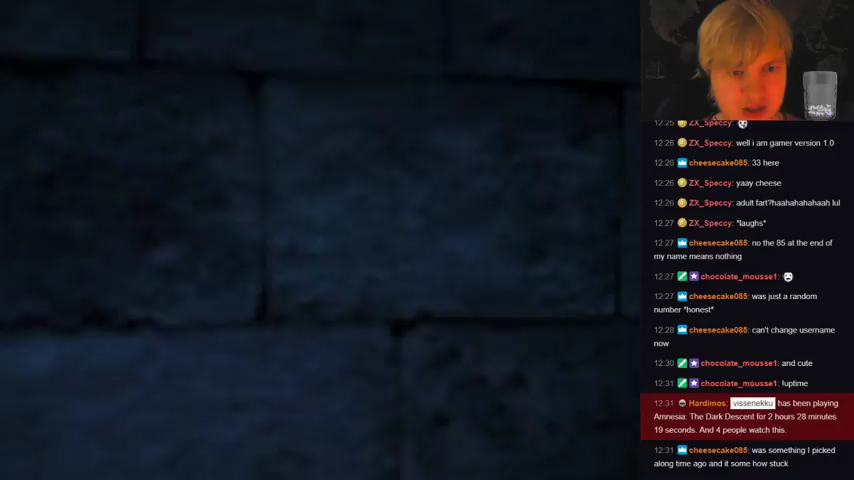 12:25 ZX_Speccy:
12:26 ZX_Speccy: well i am gamer version 1.0
12:26 cheesecake085: 33 here
12:26 ZX_Speccy: yaay cheese
12:26 ZX_Speccy: adult fart?haahahahahaah lul
12:27 ZX_Speccy: *laughs*
12:27 cheesecake085: no the 85 at the end of
my name means nothing
12:27 chocolate_mousse1:
12:27 cheesecake085: was just a random
number *honest*
12:28 cheesecake085: can't change username
now
12:30 chocolate_mousse1: and cute
12:31 chocolate_mousse1: !uptime
12:31 Hardimos: vissenekku has been playing
Amnesia: The Dark Descent for 2 hours 28 minutes
19 seconds. And 4 people watch this.
12:31 cheesecake085: was something I picked
along time ago and it some how stuck